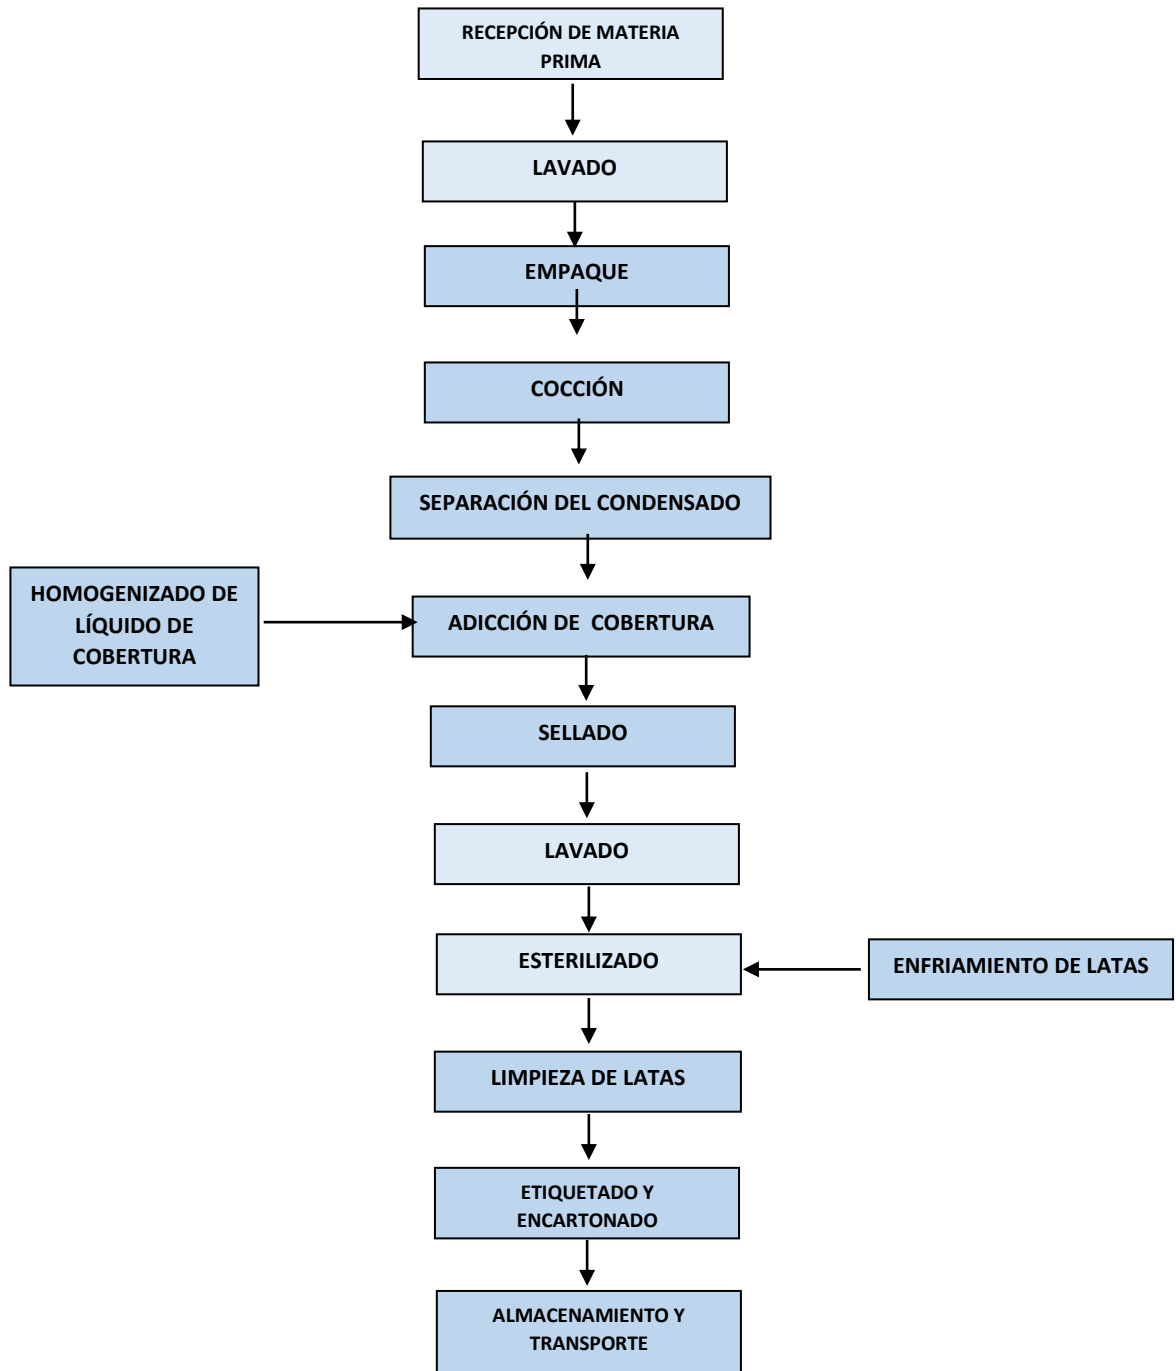 RECEPCIÓN DE MATERIA
PRIMA
LAVADO
EMPAQUE
COCCIÓN
SEPARACIÓN DEL CONDENSADO
HOMOGENIZADO DE
LÍQUIDO DE
COBERTURA
ADICCIÓN DE COBERTURA
SELLADO
LAVADO
ESTERILIZADO
ENFRIAMIENTO DE LATAS
LIMPIEZA DE LATAS
ETIQUETADO Y
ENCARTONADO
ALMACENAMIENTO Y
TRANSPORTE